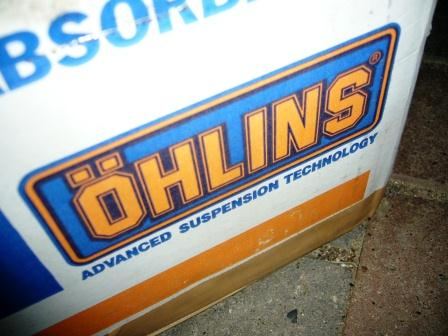 ABSORBE
ÖHLINS®
ADVANCED SUSPENSION TECHNOLOGY